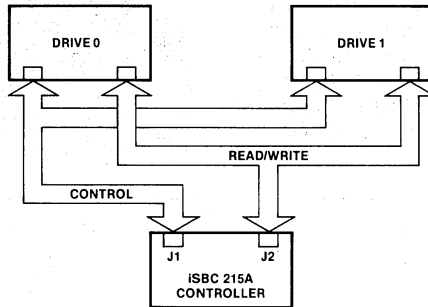 DRIVE 0
DRIVE 1
READ/WRITE
CONTROL
J1
J2
iSBC 215A
CONTROLLER